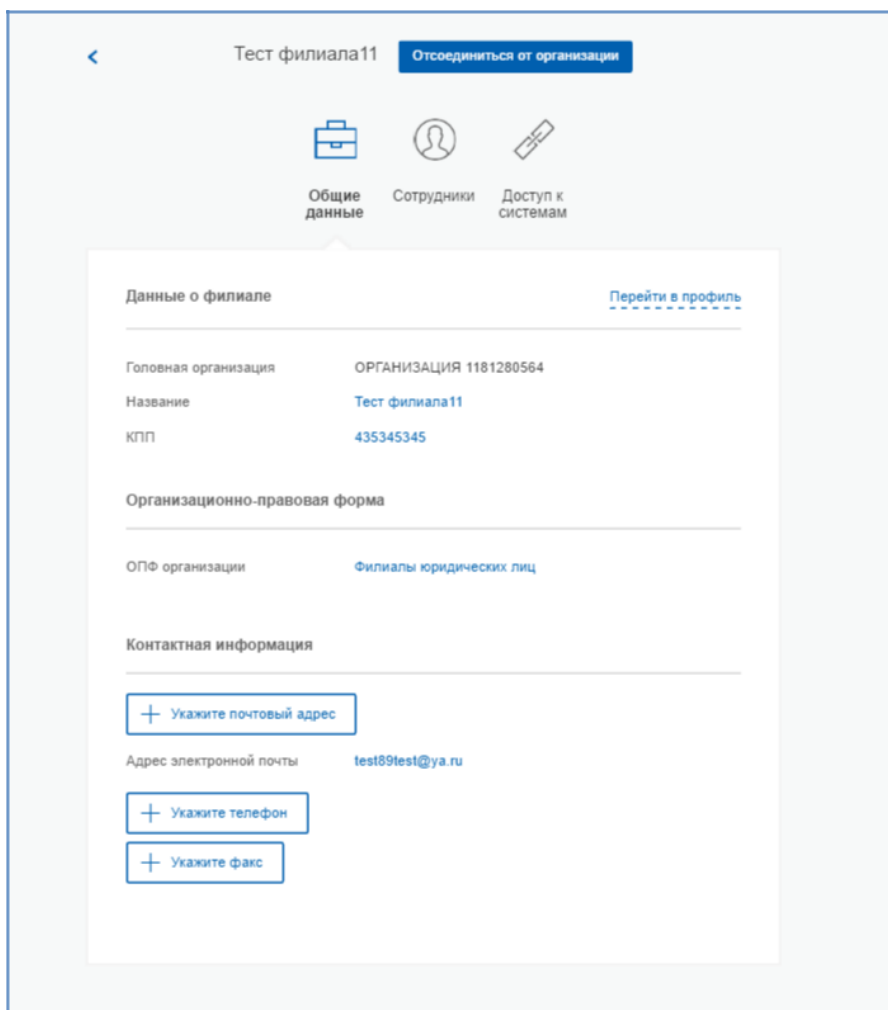 Тест филиала11 Отсоединиться от организации
Общие данные
Сотрудники
Доступ к системам
Данные о филиале Перейти в профиль
Головная организация ОРГАНИЗАЦИЯ 1181280564
Название Тест филиала11
КПП 435345345
Организационно-правовая форма
ОПФ организации Филиалы юридических лиц
Контактная информация
Укажите почтовый адрес
Адрес электронной почты test89test@ya.ru
Укажите телефон
Укажите факс